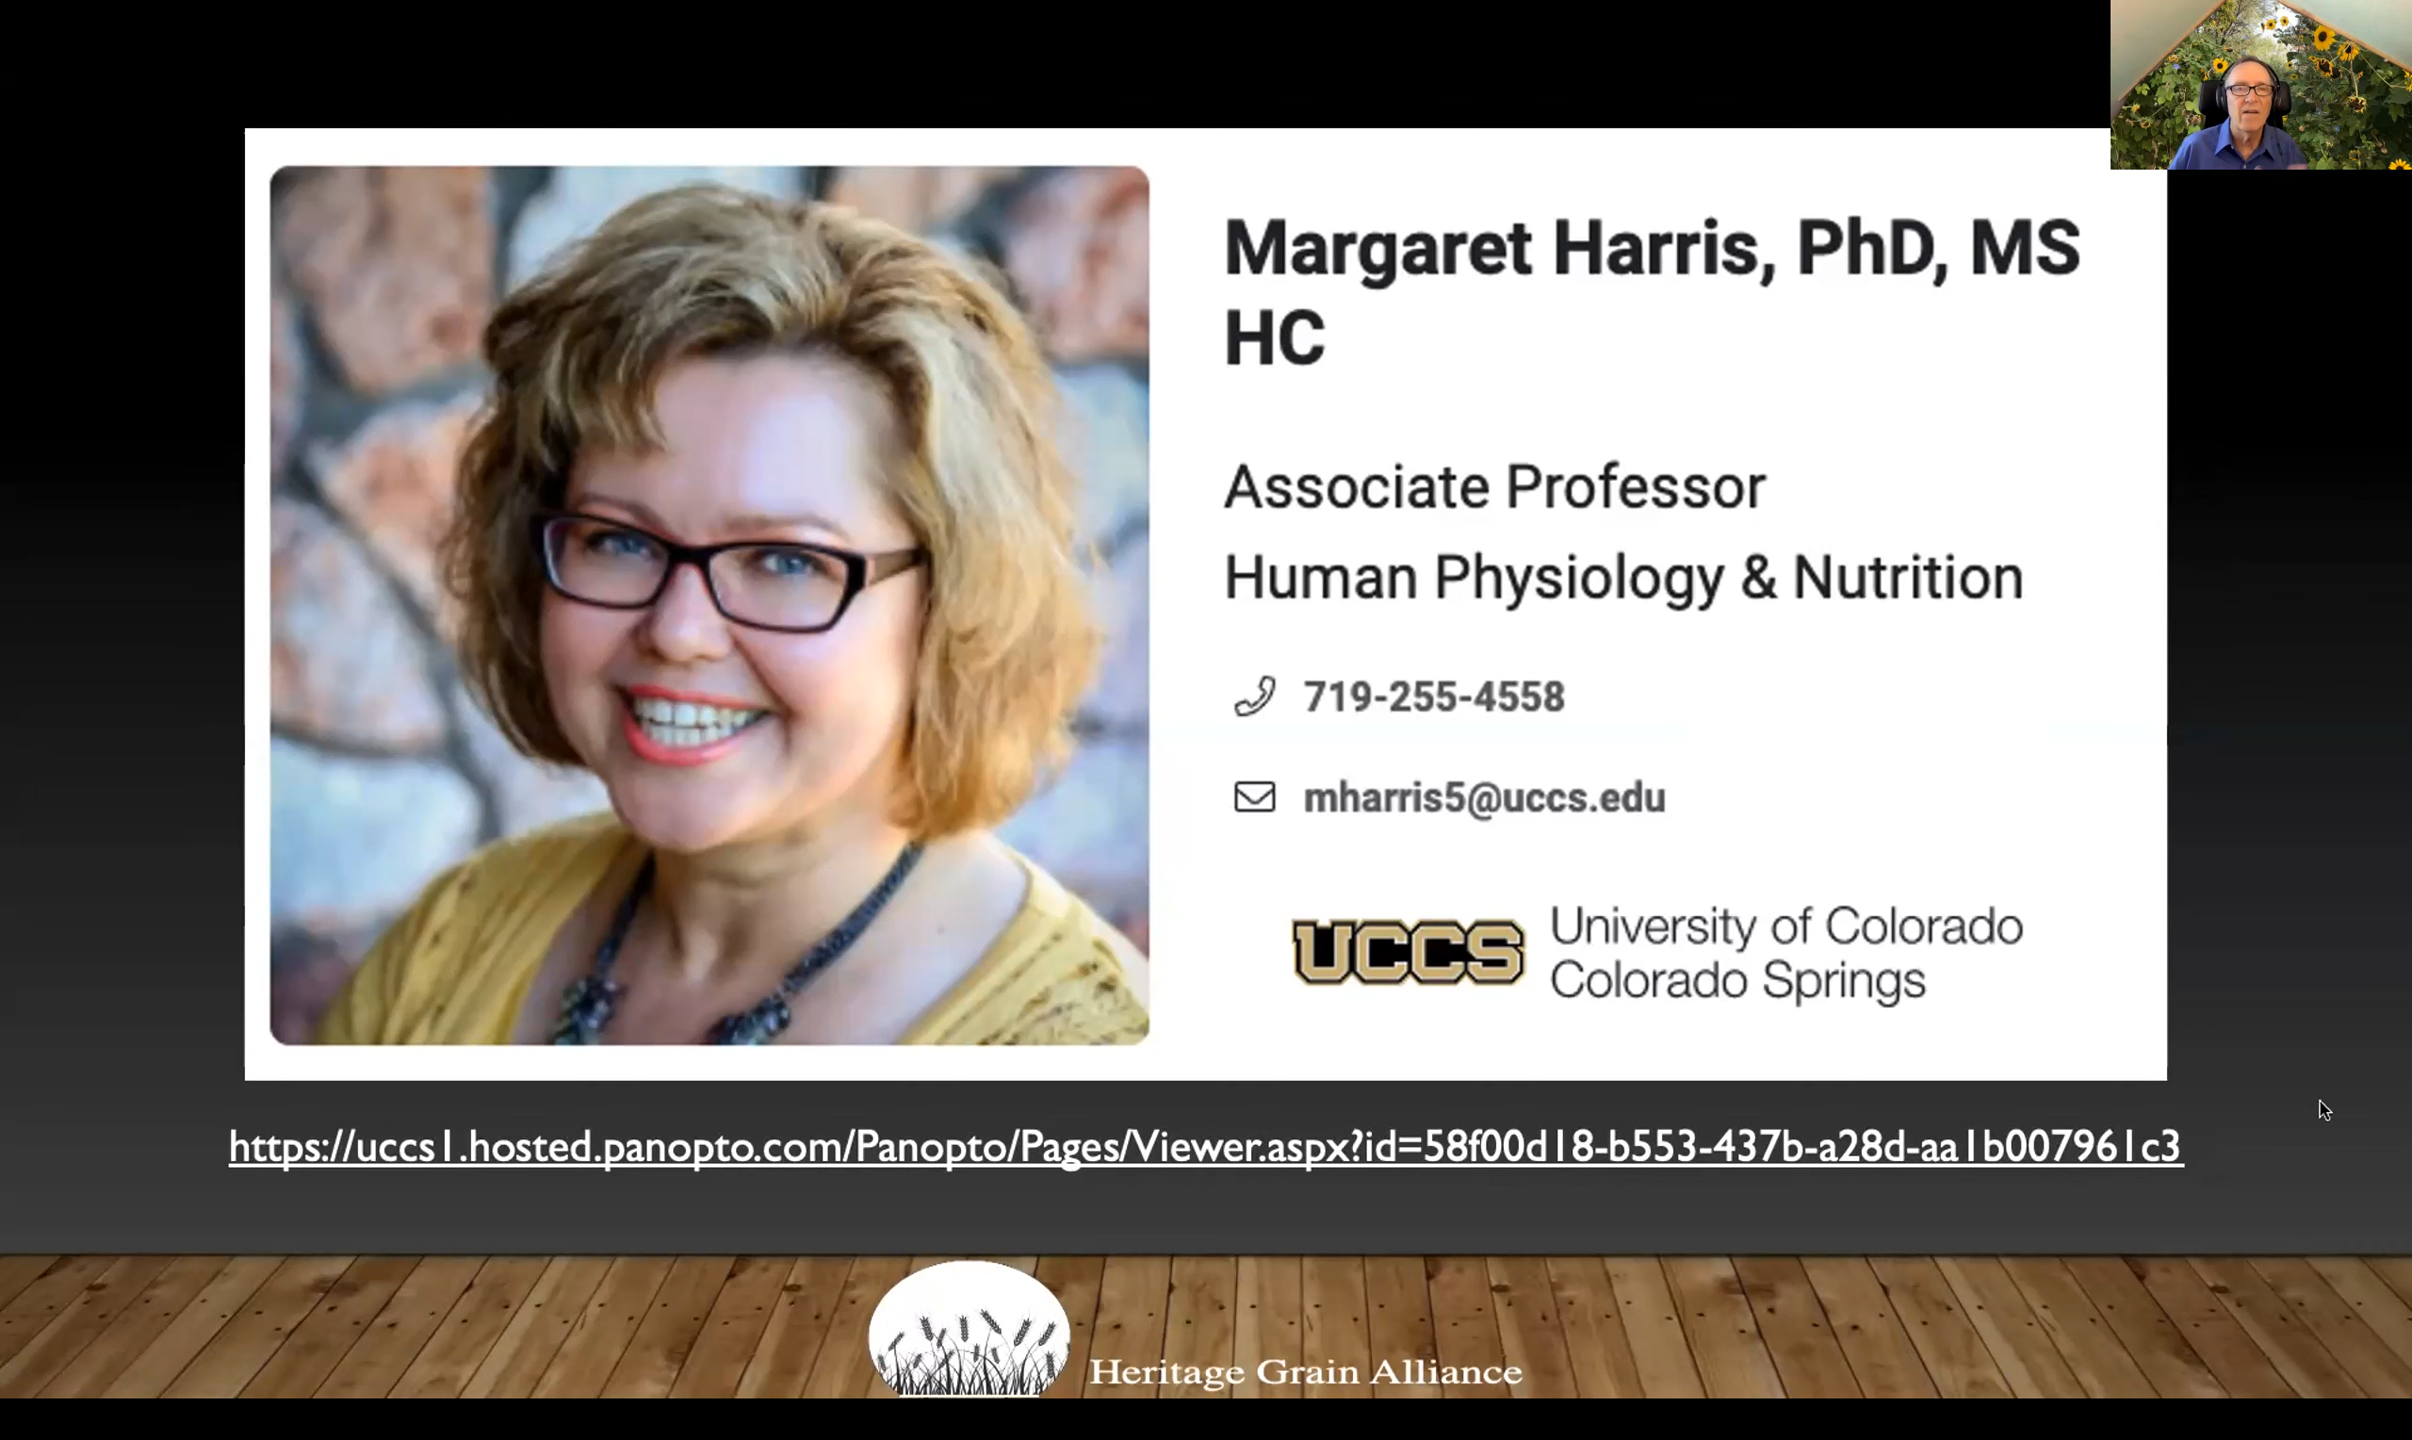 Margaret Harris, PhD, MS
HC
Associate Professor
Human Physiology & Nutrition
719-255-4558
mharris5@uccs.edu
UCCS
University of Colorado
Colorado Springs
https://uccs1.hosted.panopto.com/Panopto/Pages/Viewer.aspx?id=58f00d18-b553-437b-a28d-aa1b007961c3
Heritage Grain Alliance